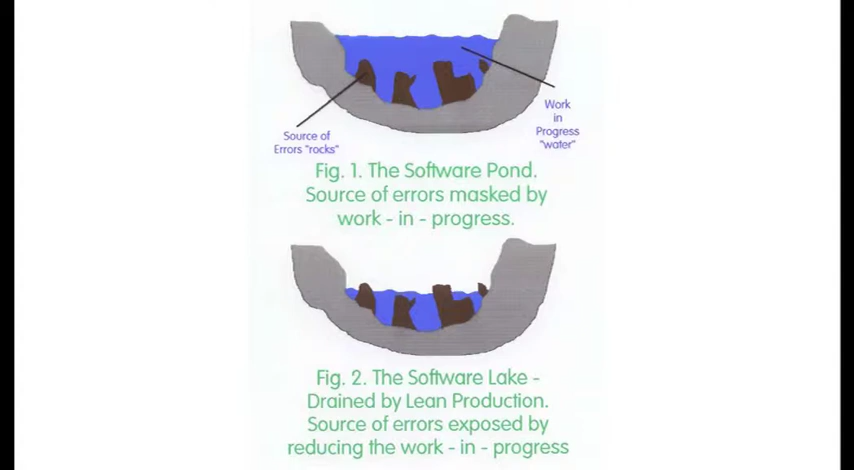 Source of
Errors "rocks"
Work
in
Progress
"water"
Fig. 1. The Software Pond.
Source of errors masked by
work - in - progress.
Fig. 2. The Software Lake -
Drained by Lean Production.
Source of errors exposed by
reducing the work - in - progress